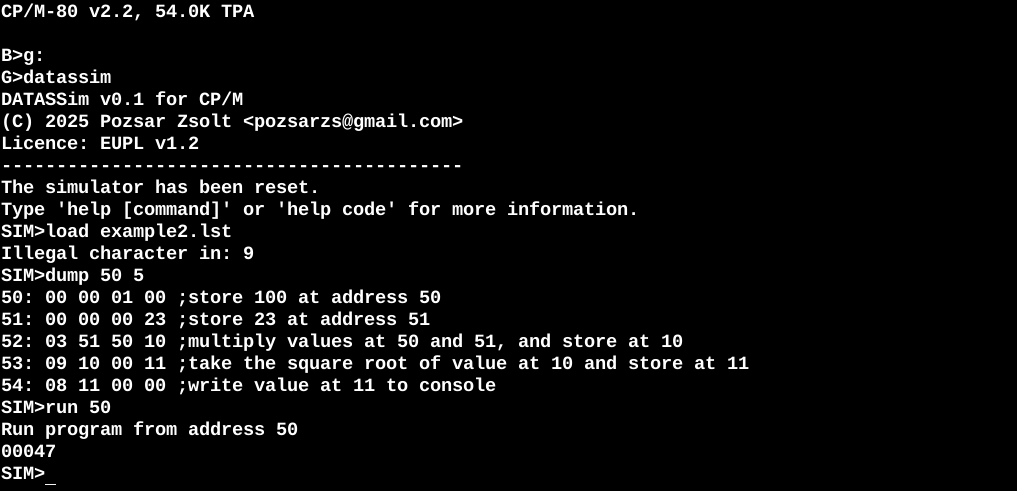 CP/M-80 v2.2, 54.0K TPA

B>g:
G>datassim
DATASSim v0.1 for CP/M
(C) 2025 Pozsar Zsolt <pozsarzs@gmail.com>
Licence: EUPL v1.2
------------------------------------------
The simulator has been reset.
Type 'help [command]' or 'help code' for more information.
SIM>load example2.lst
Illegal character in: 9
SIM>dump 50 5
50: 00 00 01 00 ;store 100 at address 50
51: 00 00 00 23 ;store 23 at address 51
52: 03 51 50 10 ;multiply values at 50 and 51, and store at 10
53: 09 10 00 11 ;take the square root of value at 10 and store at 11
54: 08 11 00 00 ;write value at 11 to console
SIM>run 50
Run program from address 50
00047
SIM>_